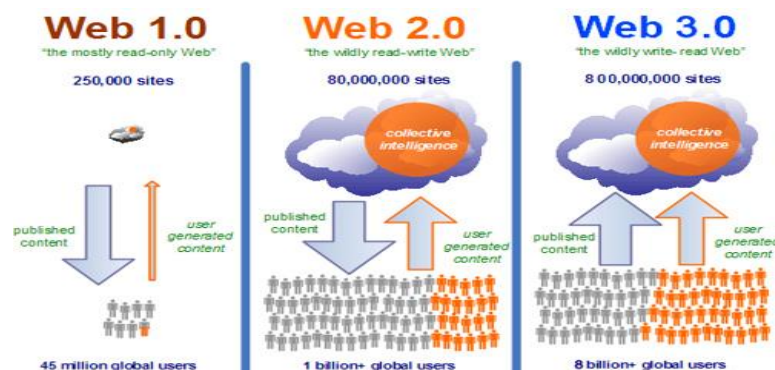 Web 1.0
"the mostly read-only Web"
250,000 sites
published
content
user
generated
content
45 million global users
Web 2.0
"the wildly read-write Web"
80,000,000 sites
collective
intelligence
published
content
user
generated
content
1 billion+ global users
Web 3.0
"the wildly write- read Web"
800,000,000 sites
collective
intelligence
published
content
user
generated
content
8 billion+ global users